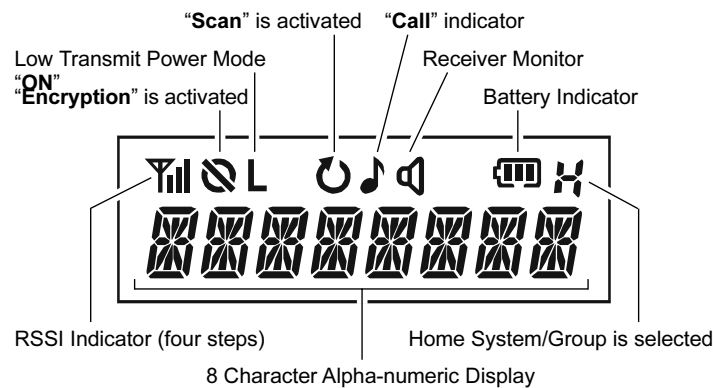 “Scan” is activated “Call” indicator
Low Transmit Power Mode Receiver Monitor
“ON”
“Encryption” is activated Battery Indicator
L H
RSSI Indicator (four steps) Home System/Group is selected
8 Character Alpha-numeric Display